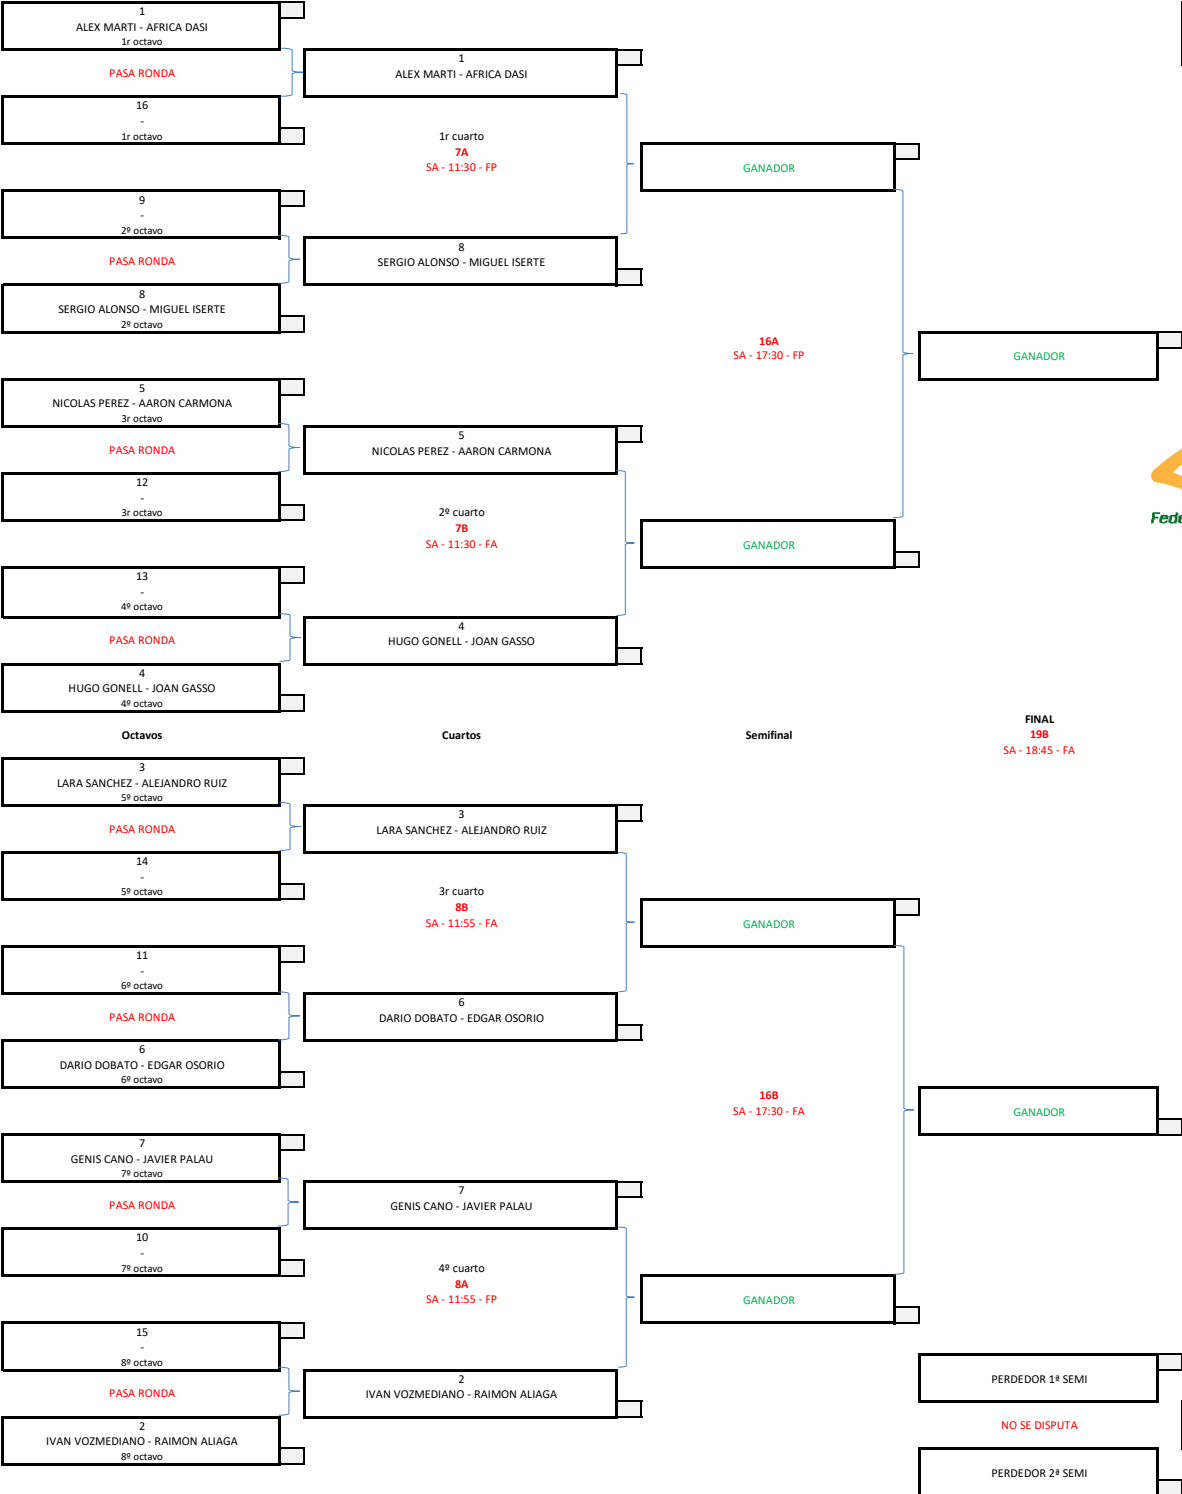 1
ALEX MARTI - AFRICA DASI
1r octavo
PASA RONDA
16
-
1r octavo
9
-
2º octavo
PASA RONDA
8
SERGIO ALONSO - MIGUEL ISERTE
2º octavo
5
NICOLAS PEREZ - AARON CARMONA
3r octavo
PASA RONDA
12
-
3r octavo
13
-
4º octavo
PASA RONDA
4
HUGO GONELL - JOAN GASSO
4º octavo
1
ALEX MARTI - AFRICA DASI
1r cuarto
7A
SA - 11:30 - FP
8
SERGIO ALONSO - MIGUEL ISERTE
5
NICOLAS PEREZ - AARON CARMONA
2º cuarto
7B
SA - 11:30 - FA
4
HUGO GONELL - JOAN GASSO
GANADOR
16A
SA - 17:30 - FP
GANADOR
GANADOR
Fede
Octavos
Cuartos
Semifinal
FINAL
19B
SA - 18:45 - FA
3
LARA SANCHEZ - ALEJANDRO RUIZ
5º octavo
PASA RONDA
14
-
5º octavo
11
-
6º octavo
PASA RONDA
6
DARIO DOBATO - EDGAR OSORIO
6º octavo
7
GENIS CANO - JAVIER PALAU
7º octavo
PASA RONDA
10
-
7º octavo
15
-
8º octavo
PASA RONDA
2
IVAN VOZMEDIANO - RAIMON ALIAGA
8º octavo
3
LARA SANCHEZ - ALEJANDRO RUIZ
3r cuarto
8B
SA - 11:55 - FA
6
DARIO DOBATO - EDGAR OSORIO
7
GENIS CANO - JAVIER PALAU
4º cuarto
8A
SA - 11:55 - FP
2
IVAN VOZMEDIANO - RAIMON ALIAGA
GANADOR
16B
SA - 17:30 - FA
GANADOR
GANADOR
PERDEDOR 1ª SEMI
NO SE DISPUTA
PERDEDOR 2ª SEMI